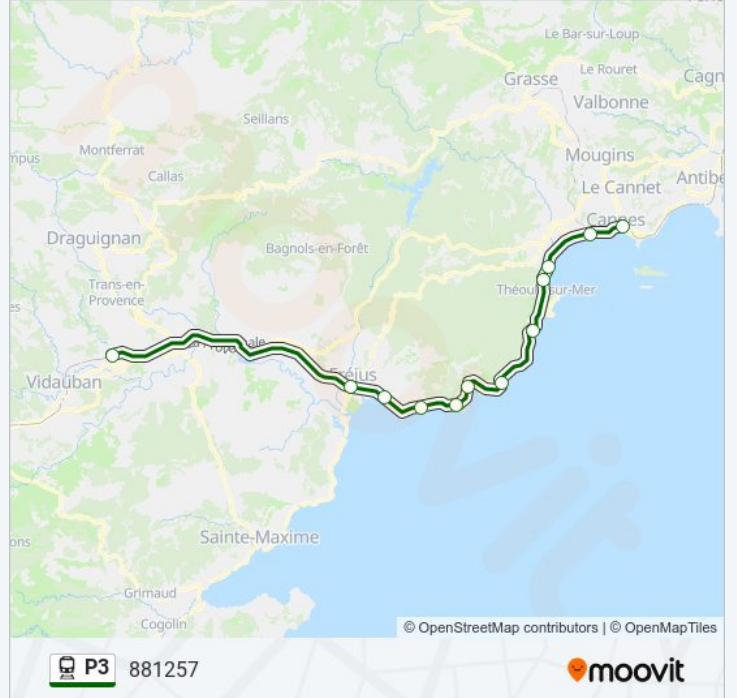 Le Bar-sur-Loup
Grasse
Le Rouret
Cagn
Valbonne
Seillans
mpus
Montferrat
Mougins
Callas
Le Cannet
Antibe
Cannes
Draguignan
Bagnols-en-Forêt
Trans-en-
Provence
es
Théoule-sur-Mer
Vidauban
Fréjus
Sainte-Maxime
ons
Grimaud
Cogolin
© OpenStreetMap contributors | © OpenMapTiles
P3 881257
moovit